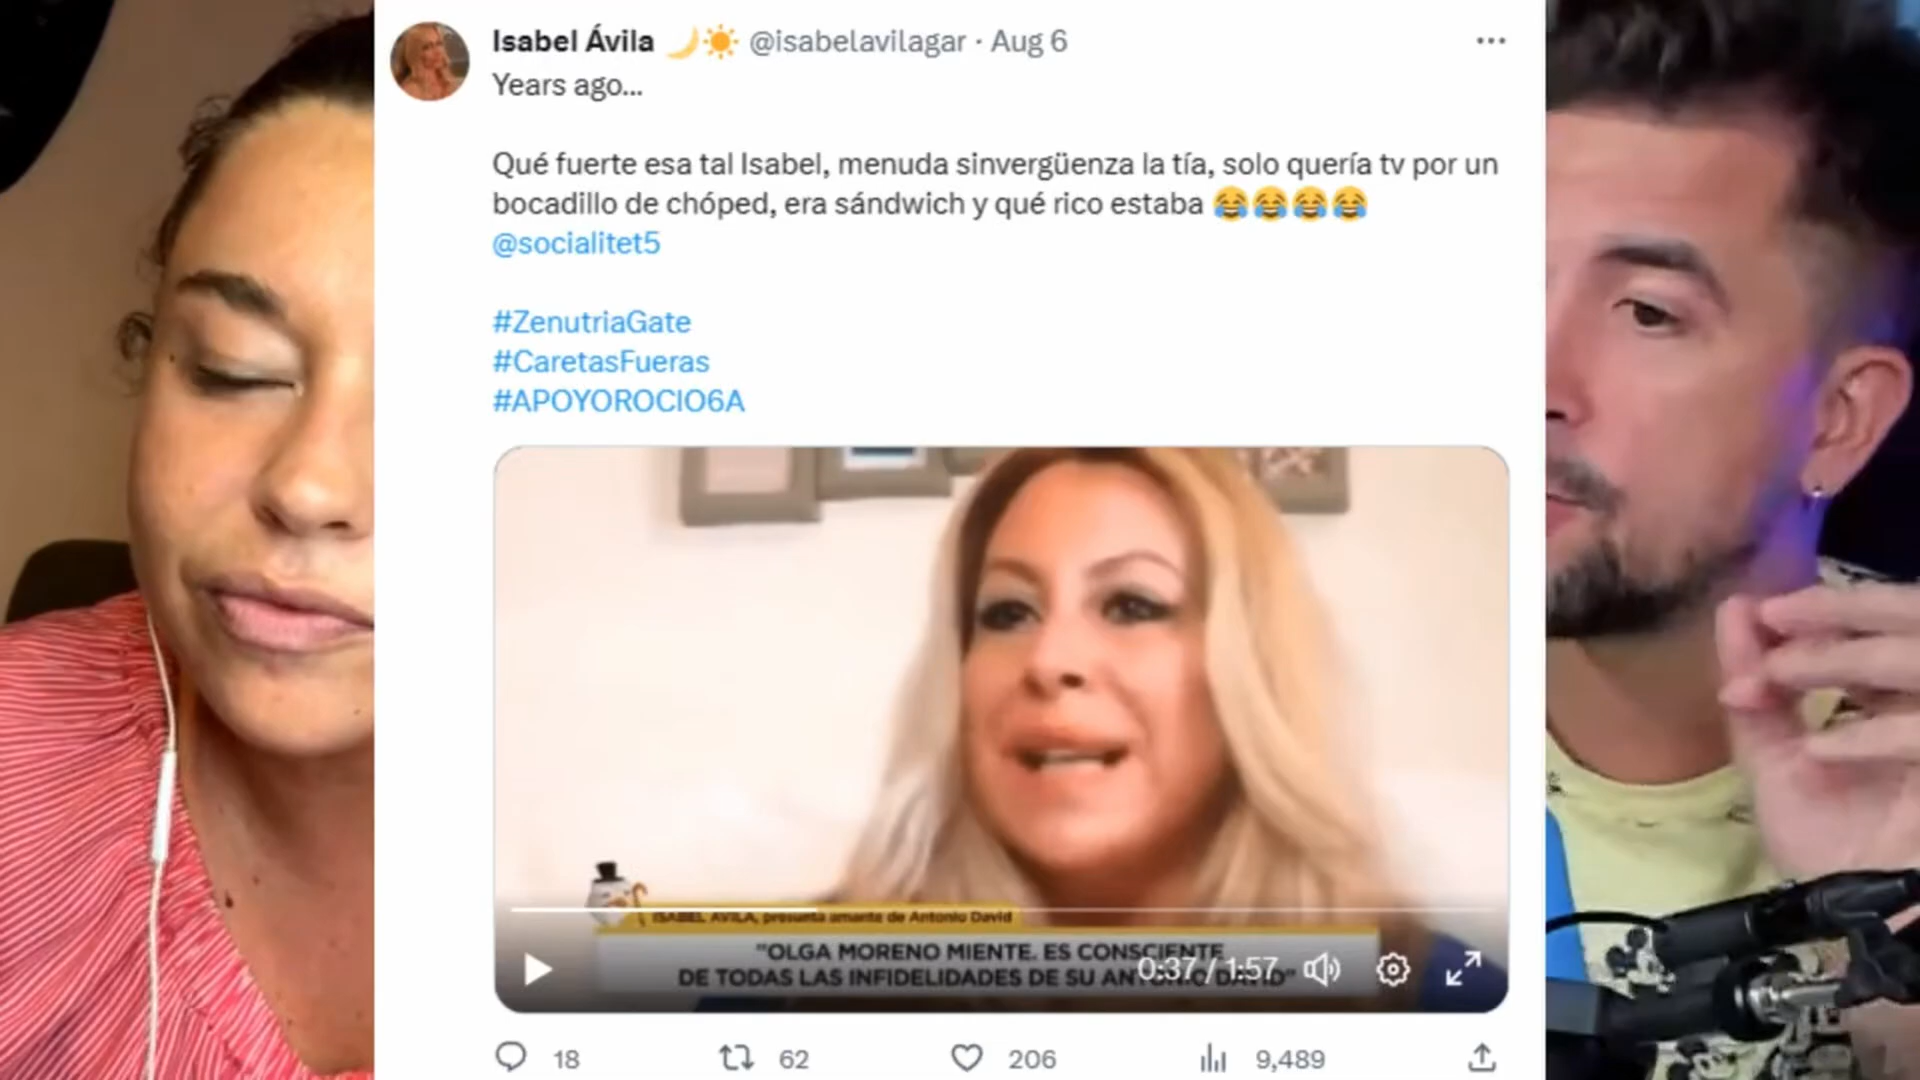 Isabel Ávila 🌙☀️ @isabelavilagar · Aug 6
Years ago...
Qué fuerte esa tal Isabel, menuda sinvergüenza la tía, solo quería tv por un
bocadillo de chóped, era sándwich y qué rico estaba 😂😂😂😂
@socialitet5
#ZenutriaGate
#CaretasFueras
#APOYOROCIO6A
ISABEL AVILA, presunta amante de Antonio David
"OLGA MORENO MIENTE. ES CONSCIENTE
DE TODAS LAS INFIDELIDADES DE SU ANTONIO DAVID"
0:37 / 1:57
18 62 206 9,489